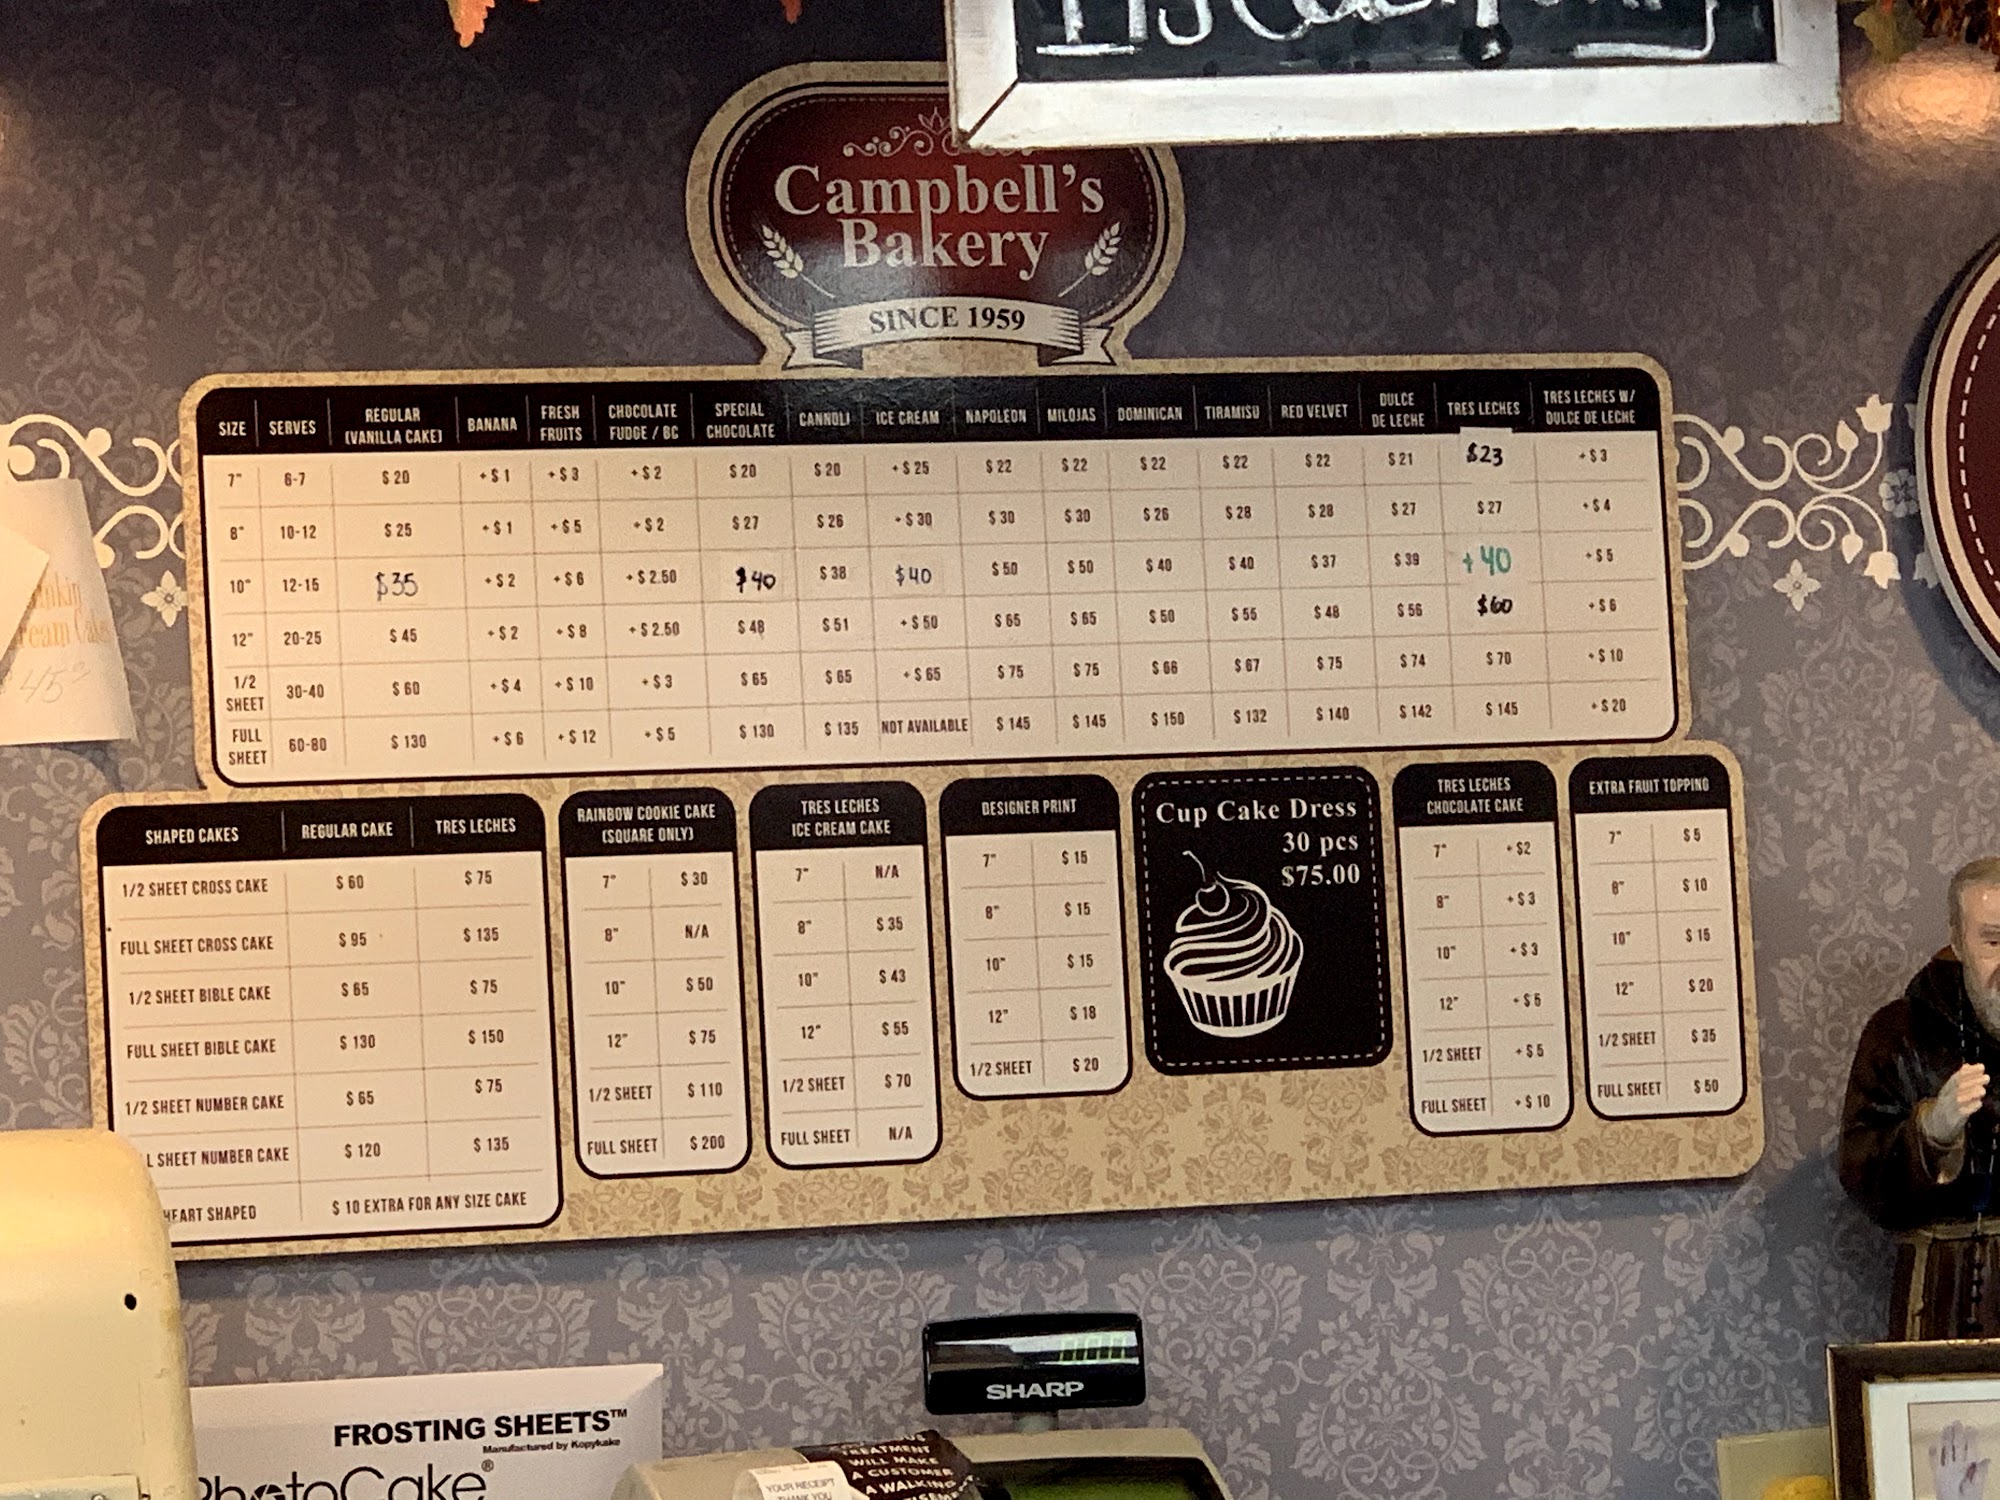 Campbell's
Bakery
SINCE 1959
SIZE SERVES REGULAR (VANILLA CAKE) BANANA FRESH FRUITS CHOCOLATE FUDGE / BC SPECIAL CHOCOLATE CANNOLI ICE CREAM NAPOLEON MILOJAS DOMINICAN TIRAMISU RED VELVET DULCE DE LECHE TRES LECHES TRES LECHES W/ DULCE DE LECHE
7" 6-7 $ 20 + $ 1 + $ 3 + $ 2 $ 20 $ 20 + $ 25 $ 22 $ 22 $ 22 $ 22 $ 22 $ 21 $23 + $ 3
8" 10-12 $ 25 + $ 1 + $ 5 + $ 2 $ 27 $ 26 + $ 30 $ 30 $ 30 $ 26 $ 28 $ 28 $ 27 $ 27 + $ 4
10" 12-15 $35 + $ 2 + $ 6 + $ 2.50 $40 $ 38 $40 $ 50 $ 50 $ 40 $ 40 $ 37 $ 39 +40 + $ 5
12" 20-25 $ 45 + $ 2 + $ 8 + $ 2.50 $ 48 $ 51 + $ 50 $ 65 $ 65 $ 50 $ 55 $ 48 $ 56 $60 + $ 6
1/2 SHEET 30-40 $ 60 + $ 4 + $ 10 + $ 3 $ 65 $ 65 + $ 65 $ 75 $ 75 $ 66 $ 67 $ 75 $ 74 $ 70 + $ 10
FULL SHEET 60-80 $ 130 + $ 6 + $ 12 + $ 5 $ 130 $ 135 NOT AVAILABLE $ 145 $ 145 $ 150 $ 132 $ 140 $ 142 $ 145 + $ 20
SHAPED CAKES REGULAR CAKE TRES LECHES
1/2 SHEET CROSS CAKE $ 60 $ 75
FULL SHEET CROSS CAKE $ 95 $ 135
1/2 SHEET BIBLE CAKE $ 65 $ 75
FULL SHEET BIBLE CAKE $ 130 $ 150
1/2 SHEET NUMBER CAKE $ 65 $ 75
L SHEET NUMBER CAKE $ 120 $ 135
HEART SHAPED $ 10 EXTRA FOR ANY SIZE CAKE
RAINBOW COOKIE CAKE
(SQUARE ONLY)
7" $ 30
8" N/A
10" $ 50
12" $ 75
1/2 SHEET $ 110
FULL SHEET $ 200
TRES LECHES
ICE CREAM CAKE
7" N/A
8" $ 35
10" $ 43
12" $ 55
1/2 SHEET $ 70
FULL SHEET N/A
DESIGNER PRINT
7" $ 15
8" $ 15
10" $ 15
12" $ 18
1/2 SHEET $ 20
Cup Cake Dress
30 pcs
$75.00
TRES LECHES
CHOCOLATE CAKE
7" + $2
8" + $ 3
10" + $ 3
12" + $ 5
1/2 SHEET + $ 5
FULL SHEET + $ 10
EXTRA FRUIT TOPPING
7" $ 5
8" $ 10
10" $ 15
12" $ 20
1/2 SHEET $ 35
FULL SHEET $ 50
SHARP
FROSTING SHEETS™
Manufactured by Kopykake
PhotoCake®
TREATMENT
WILL MAKE
A CUSTOMER
A WALKING
YOUR RECEIPT
THANK YOU